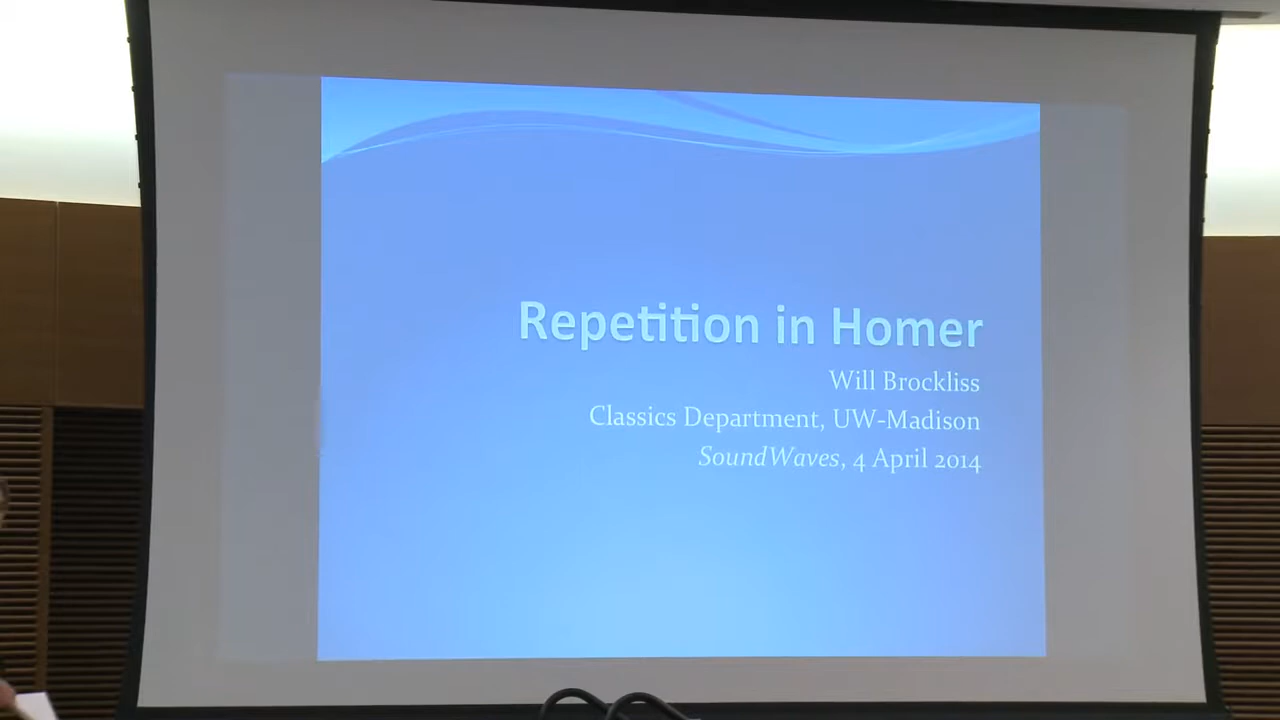 Repetition in Homer
Will Brockliss
Classics Department, UW-Madison
SoundWaves, 4 April 2014